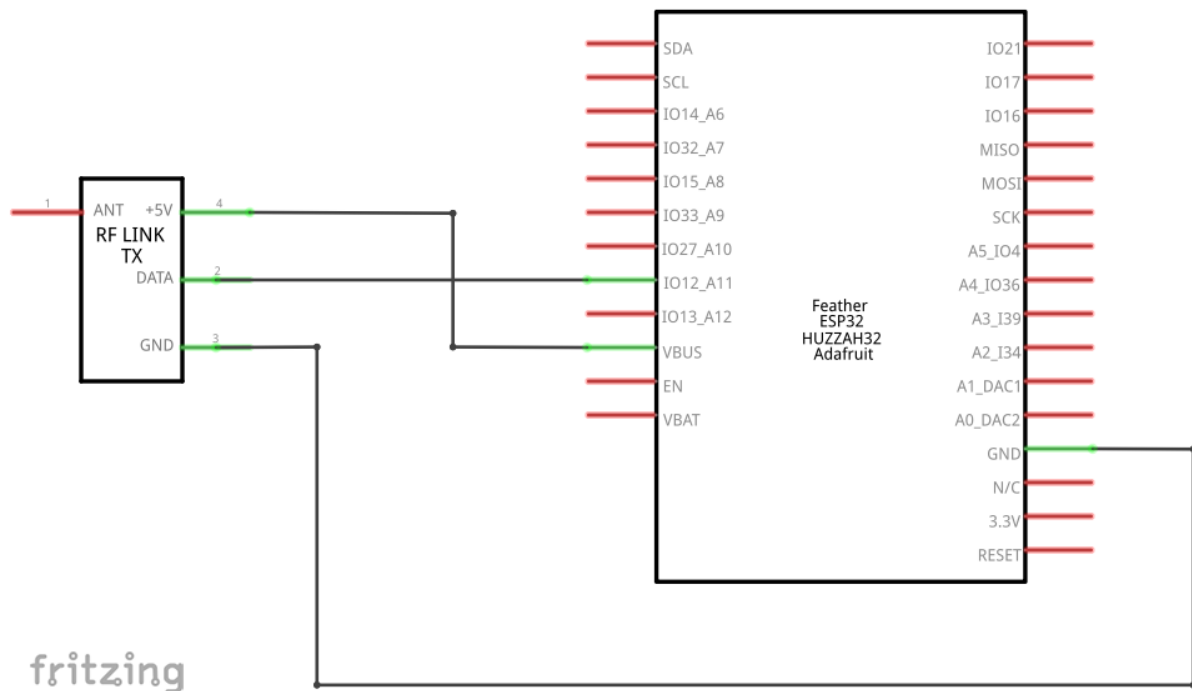 1
ANT
+5V
4
RF LINK
TX
DATA
2
GND
3
SDA
SCL
IO14_A6
IO32_A7
IO15_A8
IO33_A9
IO27_A10
IO12_A11
IO13_A12
VBUS
EN
VBAT
Feather
ESP32
HUZZAH32
Adafruit
IO21
IO17
IO16
MISO
MOSI
SCK
A5_IO4
A4_IO36
A3_I39
A2_I34
A1_DAC1
A0_DAC2
GND
N/C
3.3V
RESET
fritzing